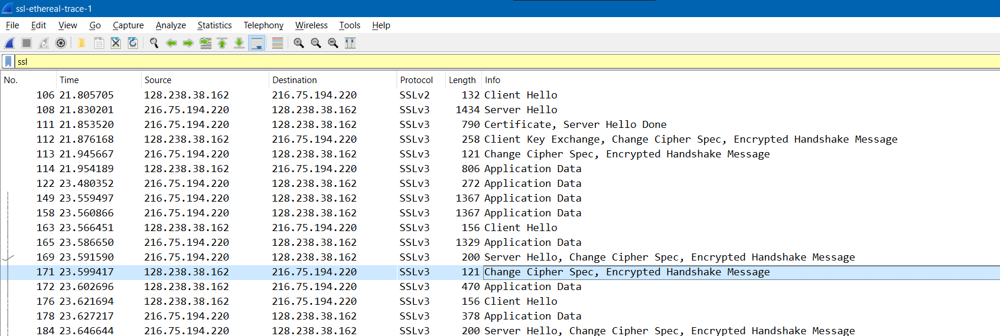 ssl-ethereal-trace-1
File Edit View Go Capture Analyze Statistics Telephony Wireless Tools Help
ssl
No. Time Source Destination Protocol Length Info
106 21.805705 128.238.38.162 216.75.194.220 SSLv2 132 Client Hello
108 21.830201 216.75.194.220 128.238.38.162 SSLv3 1434 Server Hello
111 21.853520 216.75.194.220 128.238.38.162 SSLv3 790 Certificate, Server Hello Done
112 21.876168 128.238.38.162 216.75.194.220 SSLv3 258 Client Key Exchange, Change Cipher Spec, Encrypted Handshake Message
113 21.945667 216.75.194.220 128.238.38.162 SSLv3 121 Change Cipher Spec, Encrypted Handshake Message
114 21.954189 128.238.38.162 216.75.194.220 SSLv3 806 Application Data
122 23.480352 216.75.194.220 128.238.38.162 SSLv3 272 Application Data
149 23.559497 216.75.194.220 128.238.38.162 SSLv3 1367 Application Data
158 23.560866 216.75.194.220 128.238.38.162 SSLv3 1367 Application Data
163 23.566451 128.238.38.162 216.75.194.220 SSLv3 156 Client Hello
165 23.586650 216.75.194.220 128.238.38.162 SSLv3 1329 Application Data
169 23.591590 216.75.194.220 128.238.38.162 SSLv3 200 Server Hello, Change Cipher Spec, Encrypted Handshake Message
171 23.599417 128.238.38.162 216.75.194.220 SSLv3 121 Change Cipher Spec, Encrypted Handshake Message
172 23.602696 128.238.38.162 216.75.194.220 SSLv3 470 Application Data
176 23.621694 128.238.38.162 216.75.194.220 SSLv3 156 Client Hello
178 23.627217 216.75.194.220 128.238.38.162 SSLv3 378 Application Data
184 23.646644 216.75.194.220 128.238.38.162 SSLv3 200 Server Hello, Change Cipher Spec, Encrypted Handshake Message